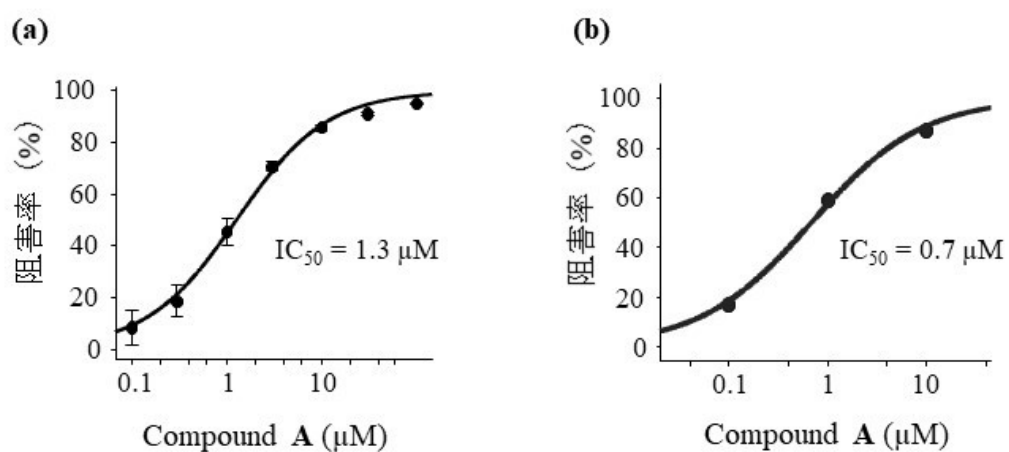 (a)
100
80
60
40
20
0
阻害率 (%)
IC50 = 1.3 µM
0.1 1 10
Compound A (µM)
(b)
100
80
60
40
20
0
阻害率 (%)
IC50 = 0.7 µM
0.1 1 10
Compound A (µM)